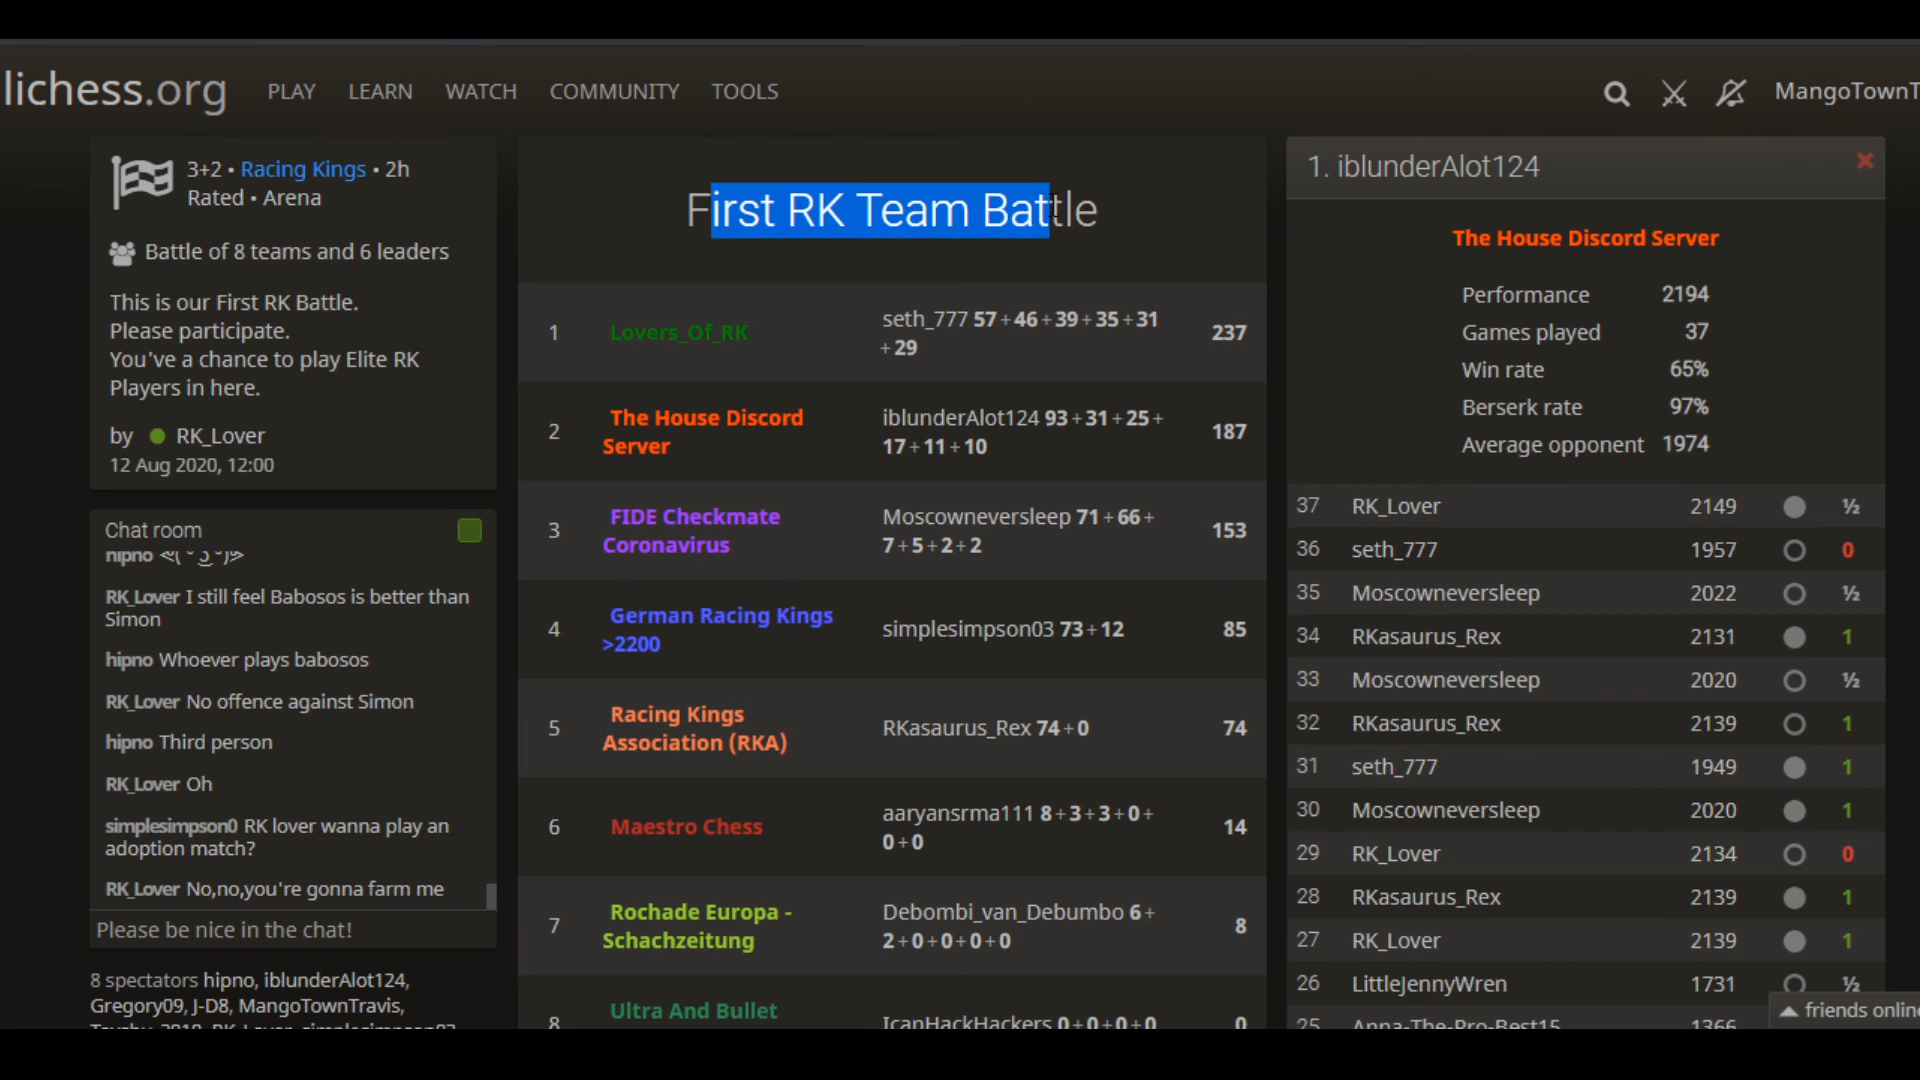 lichess.org PLAY LEARN WATCH COMMUNITY TOOLS MangoTownT
3+2 • Racing Kings • 2h
Rated • Arena
Battle of 8 teams and 6 leaders
This is our First RK Battle.
Please participate.
You've a chance to play Elite RK
Players in here.
by RK_Lover
12 Aug 2020, 12:00
Chat room
hipno
RK_Lover I still feel Babosos is better than
Simon
hipno Whoever plays babosos
RK_Lover No offence against Simon
hipno Third person
RK_Lover Oh
simplesimpson0 RK lover wanna play an
adoption match?
RK_Lover No,no,you're gonna farm me
Please be nice in the chat!
8 spectators hipno, iblunderAlot124,
Gregory09, J-D8, MangoTownTravis,
First RK Team Battle
1 Lovers_Of_RK seth_777 57+46+39+35+31 237
+29
The House Discord iblunderAlot124 93+31+25+
2 187
Server 17+11+10
FIDE Checkmate Moscowneversleep 71+66+
3 153
Coronavirus 7+5+2+2
German Racing Kings
4 simplesimpson03 73+12 85
>2200
Racing Kings
5 RKasaurus_Rex 74+0 74
Association (RKA)
6 Maestro Chess aaryansrma111 8+3+3+0+ 14
0+0
Rochade Europa - Debombi_van_Debumbo 6+
7 8
Schachzeitung 2+0+0+0+0
Ultra And Bullet
8 IcanHackHackers 0+0+0+0 0
1. iblunderAlot124
The House Discord Server
Performance 2194
Games played 37
Win rate 65%
Berserk rate 97%
Average opponent 1974
37 RK_Lover 2149 ½
36 seth_777 1957 0
35 Moscowneversleep 2022 ½
34 RKasaurus_Rex 2131 1
33 Moscowneversleep 2020 ½
32 RKasaurus_Rex 2139 1
31 seth_777 1949 1
30 Moscowneversleep 2020 1
29 RK_Lover 2134 0
28 RKasaurus_Rex 2139 1
27 RK_Lover 2139 1
26 LittleJennyWren 1731 ½
25 Anna-The-Pro-Best15 1366
friends online